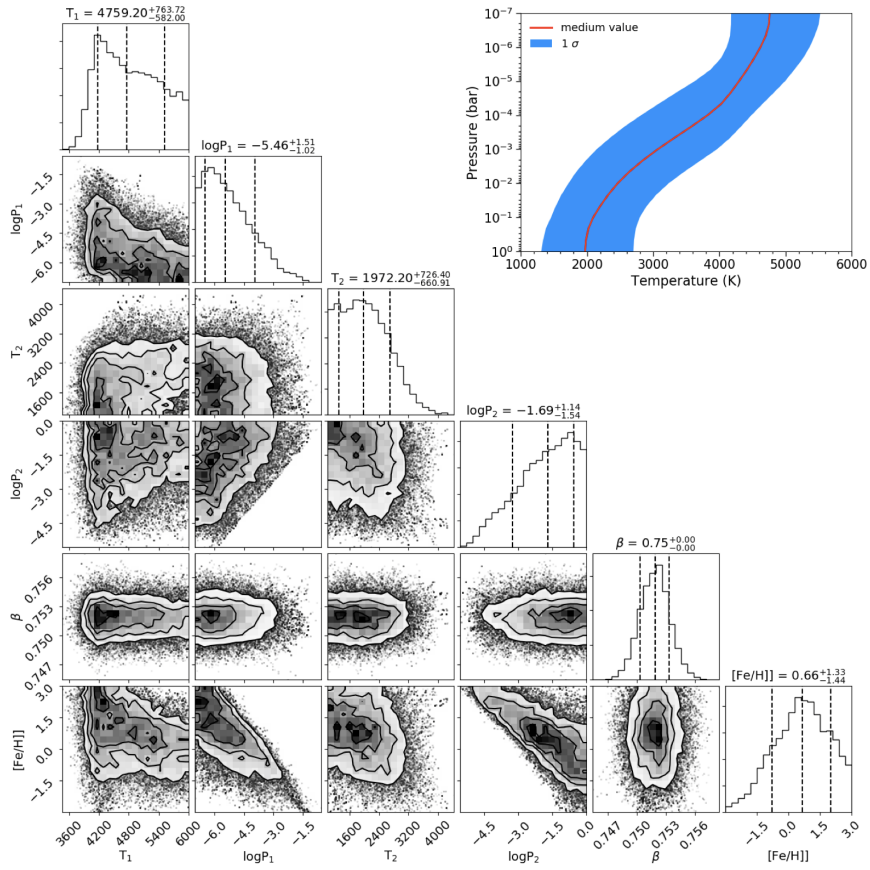 T₁ = 4759.20 +763.72 −582.00
10⁻⁷
10⁻⁶
10⁻⁵
10⁻⁴
10⁻³
10⁻²
10⁻¹
10⁰
Pressure (bar)
medium value
1 σ
1000 2000 3000 4000 5000 6000
Temperature (K)
logP₁ = −5.46 +1.51 −1.02
logP₁
−1.5
−3.0
−4.5
−6.0
T₂ = 1972.20 +726.40 −660.91
T₂
4000
3200
2400
1600
logP₂ = −1.69 +1.14 −1.54
logP₂
0.0
−1.5
−3.0
−4.5
β = 0.75 +0.00 −0.00
β
0.756
0.753
0.750
0.747
[Fe/H]] = 0.66 +1.33 −1.44
[Fe/H]]
3.0
1.5
0.0
−1.5
3600 4200 4800 5400 6000
−6.0 −4.5 −3.0 −1.5
1600 2400 3200 4000
−4.5 −3.0 −1.5 0.0
0.747 0.750 0.753 0.756
−1.5 0.0 1.5 3.0
T₁ logP₁ T₂ logP₂ β [Fe/H]]